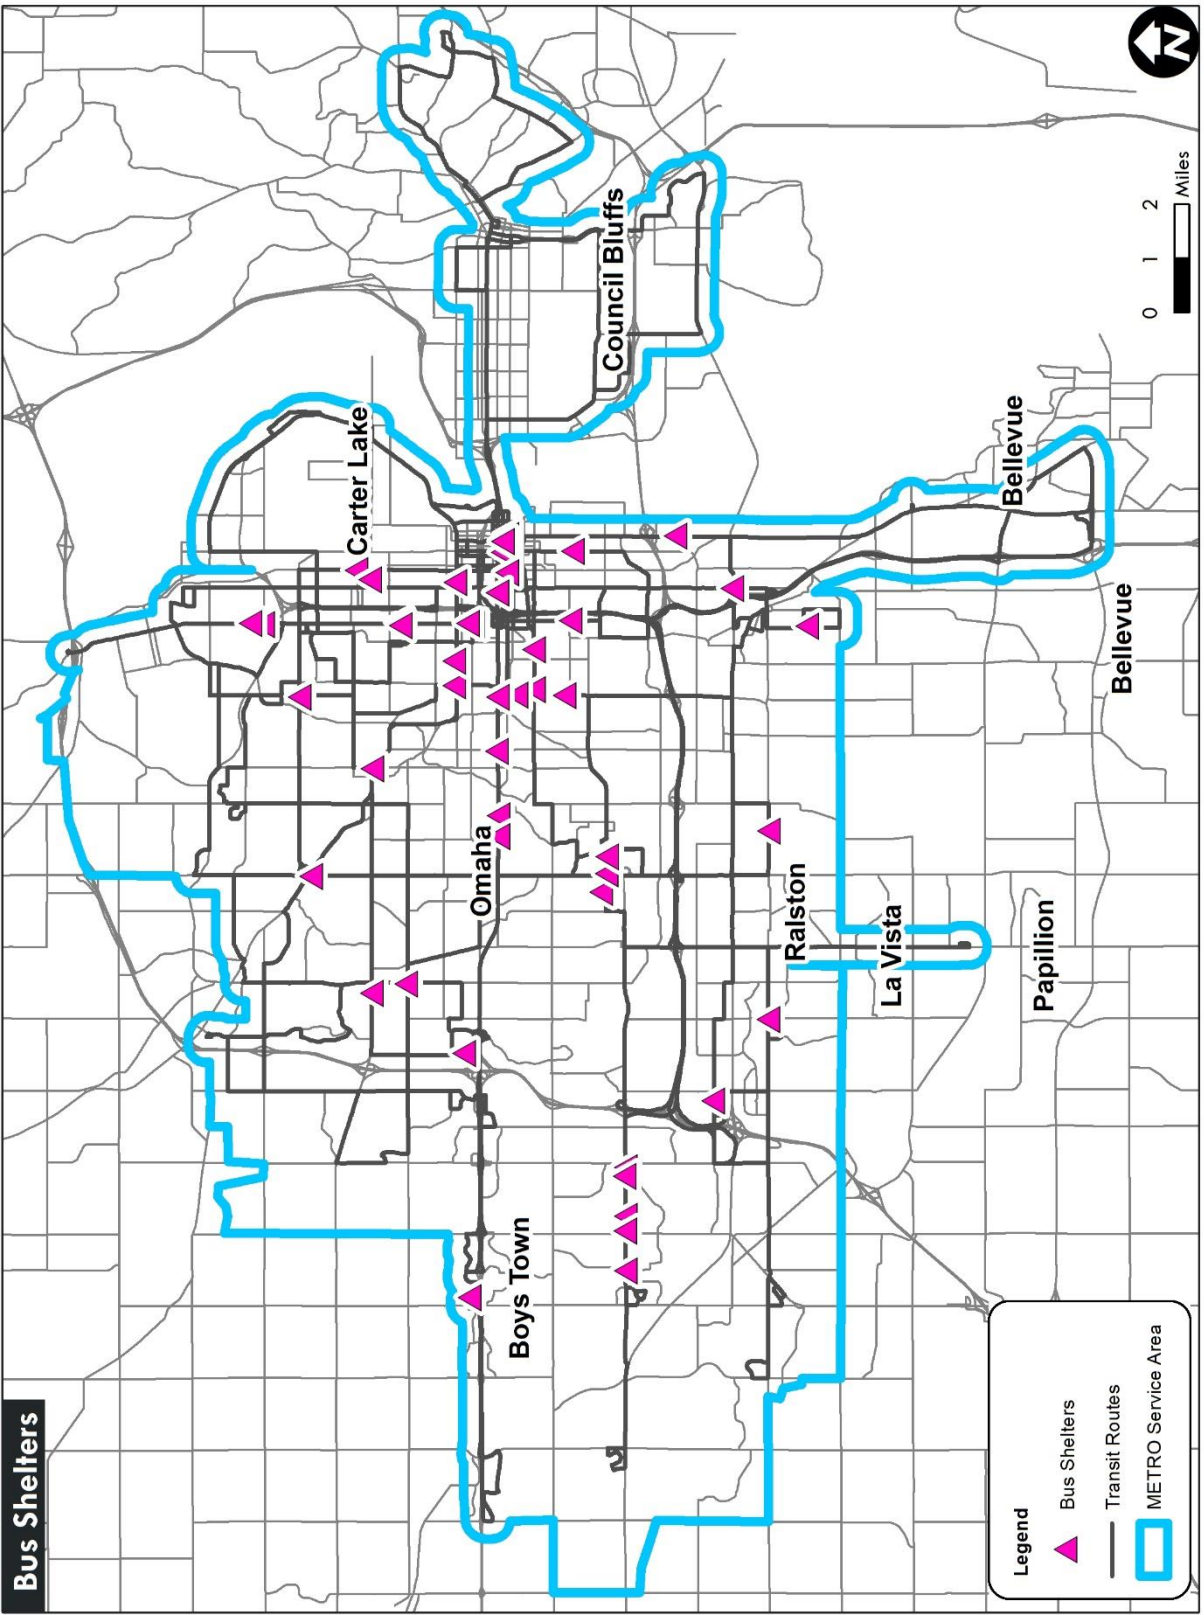 Bus Shelters
N
Carter Lake
Council Bluffs
Omaha
Boys Town
Bellevue
Ralston
La Vista
Bellevue
Papillion
Legend
Bus Shelters
Transit Routes
METRO Service Area
0 1 2
Miles